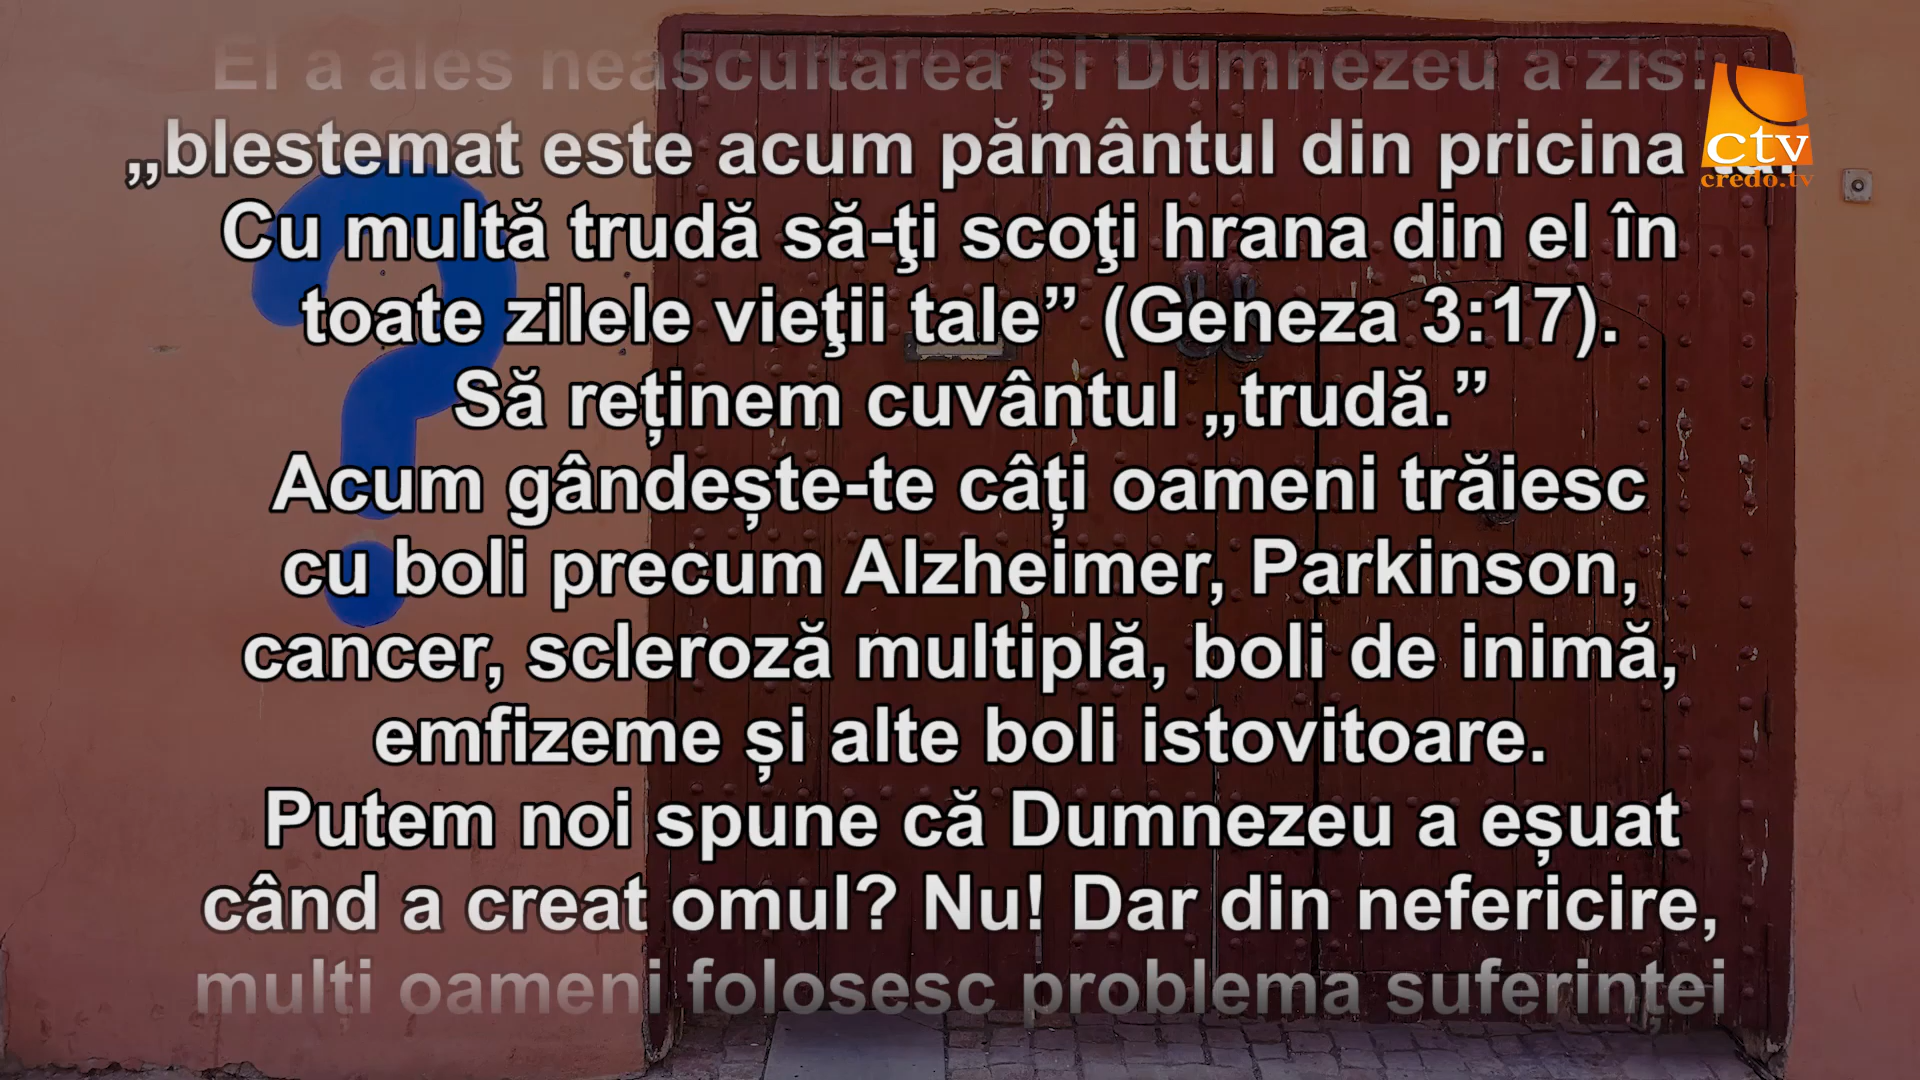 El a ales neascultarea și Dumnezeu a zis:
„blestemat este acum pământul din pricina
Cu multă trudă să-ţi scoţi hrana din el în
toate zilele vieţii tale” (Geneza 3:17).
Să reținem cuvântul „trudă.”
Acum gândește-te câți oameni trăiesc
cu boli precum Alzheimer, Parkinson,
cancer, scleroză multiplă, boli de inimă,
emfizeme și alte boli istovitoare.
Putem noi spune că Dumnezeu a eșuat
când a creat omul? Nu! Dar din nefericire,
mulți oameni folosesc problema suferinței
ctv
credo.tv